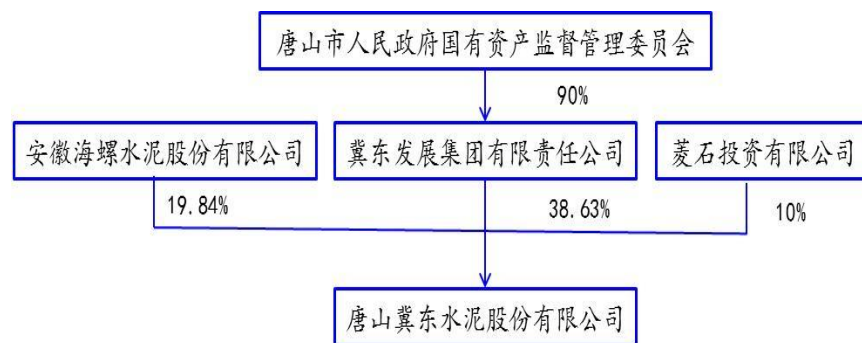 唐山市人民政府国有资产监督管理委员会
90%
安徽海螺水泥股份有限公司
冀东发展集团有限责任公司
菱石投资有限公司
19.84%
38.63%
10%
唐山冀东水泥股份有限公司